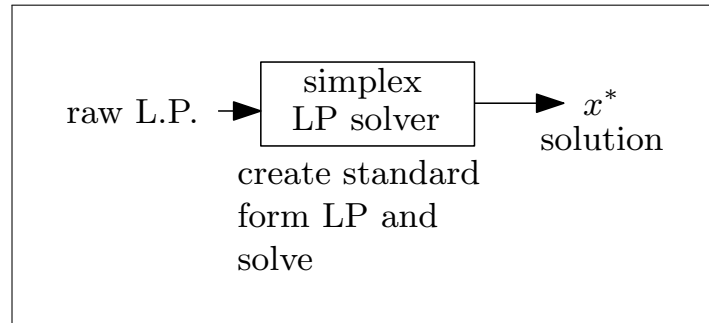 simplex
raw L.P.
LP solver
x*
solution
create standard
form LP and
solve